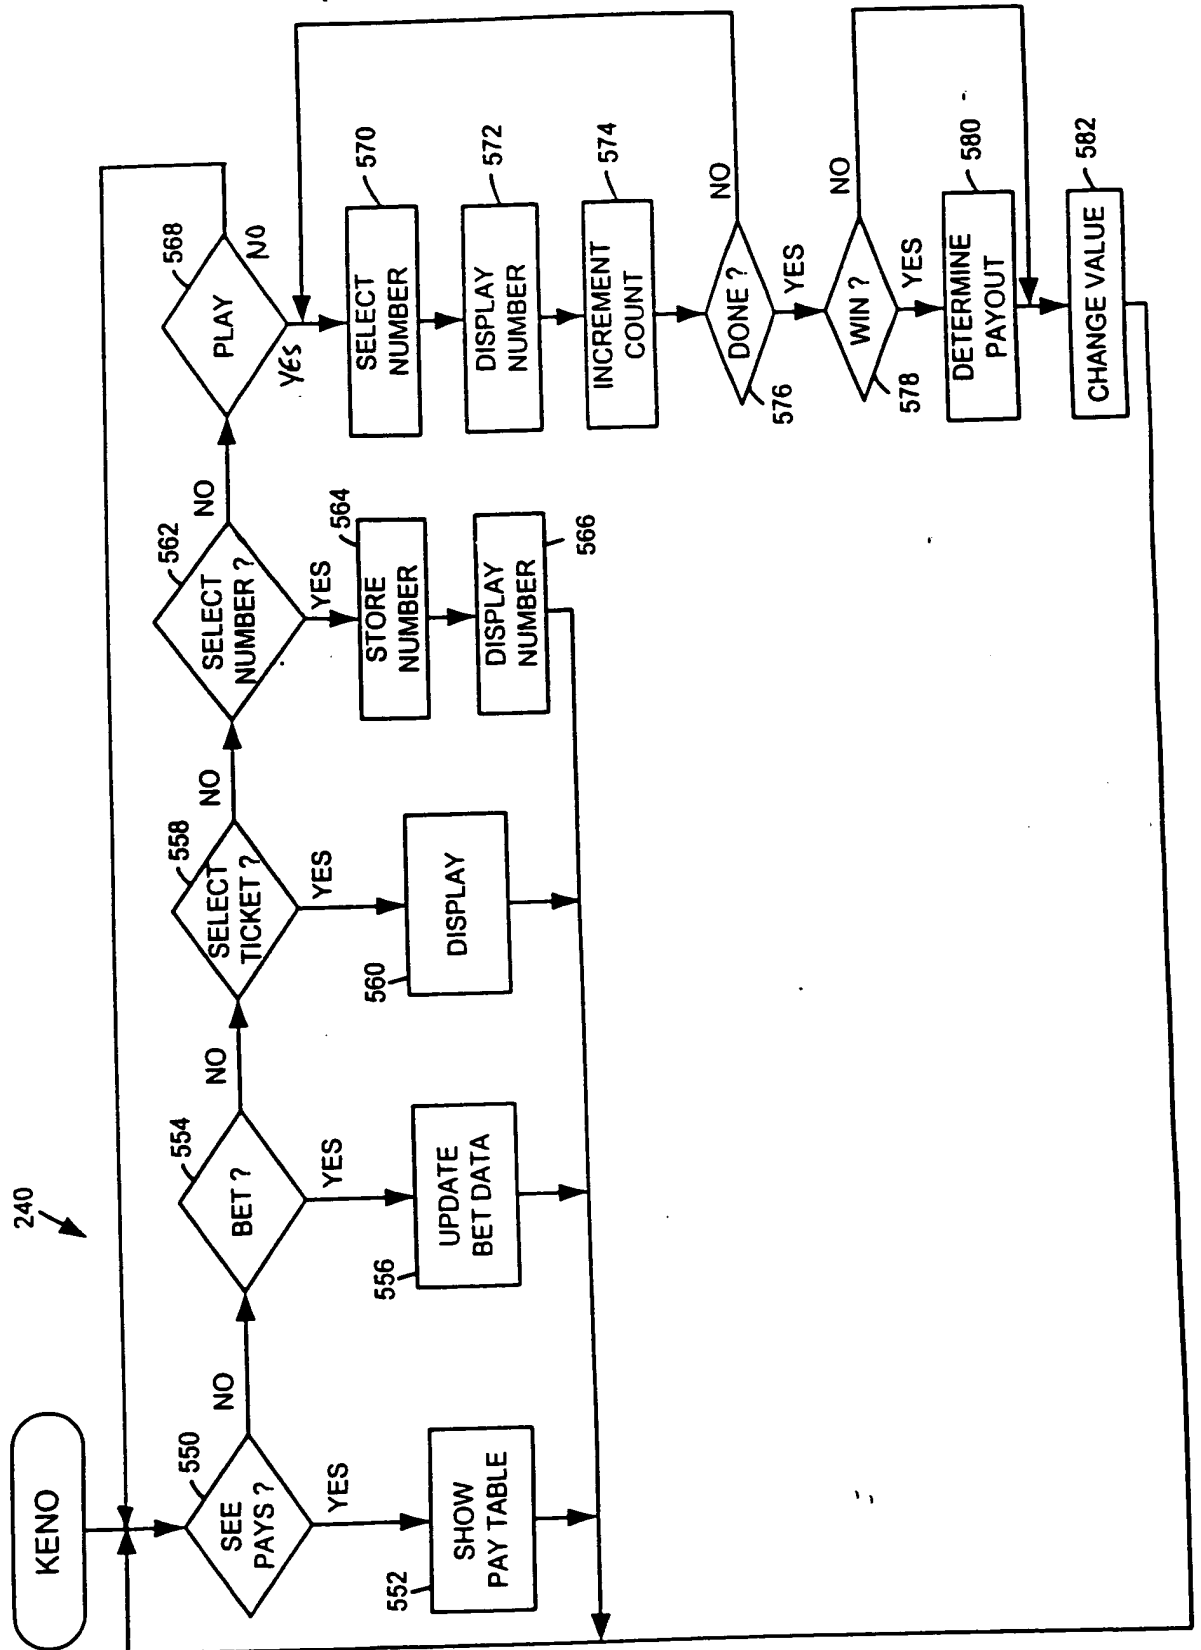 240
KENO
550
SEE
PAYS ?
NO
YES
552
SHOW
PAY TABLE
554
BET ?
NO
YES
556
UPDATE
BET DATA
558
SELECT
TICKET ?
NO
YES
560
DISPLAY
562
SELECT
NUMBER ?
NO
YES
564
STORE
NUMBER
566
DISPLAY
NUMBER
568
PLAY
NO
YES
570
SELECT
NUMBER
572
DISPLAY
NUMBER
574
INCREMENT
COUNT
576
DONE ?
NO
YES
578
WIN ?
NO
YES
580
DETERMINE
PAYOUT
582
CHANGE VALUE